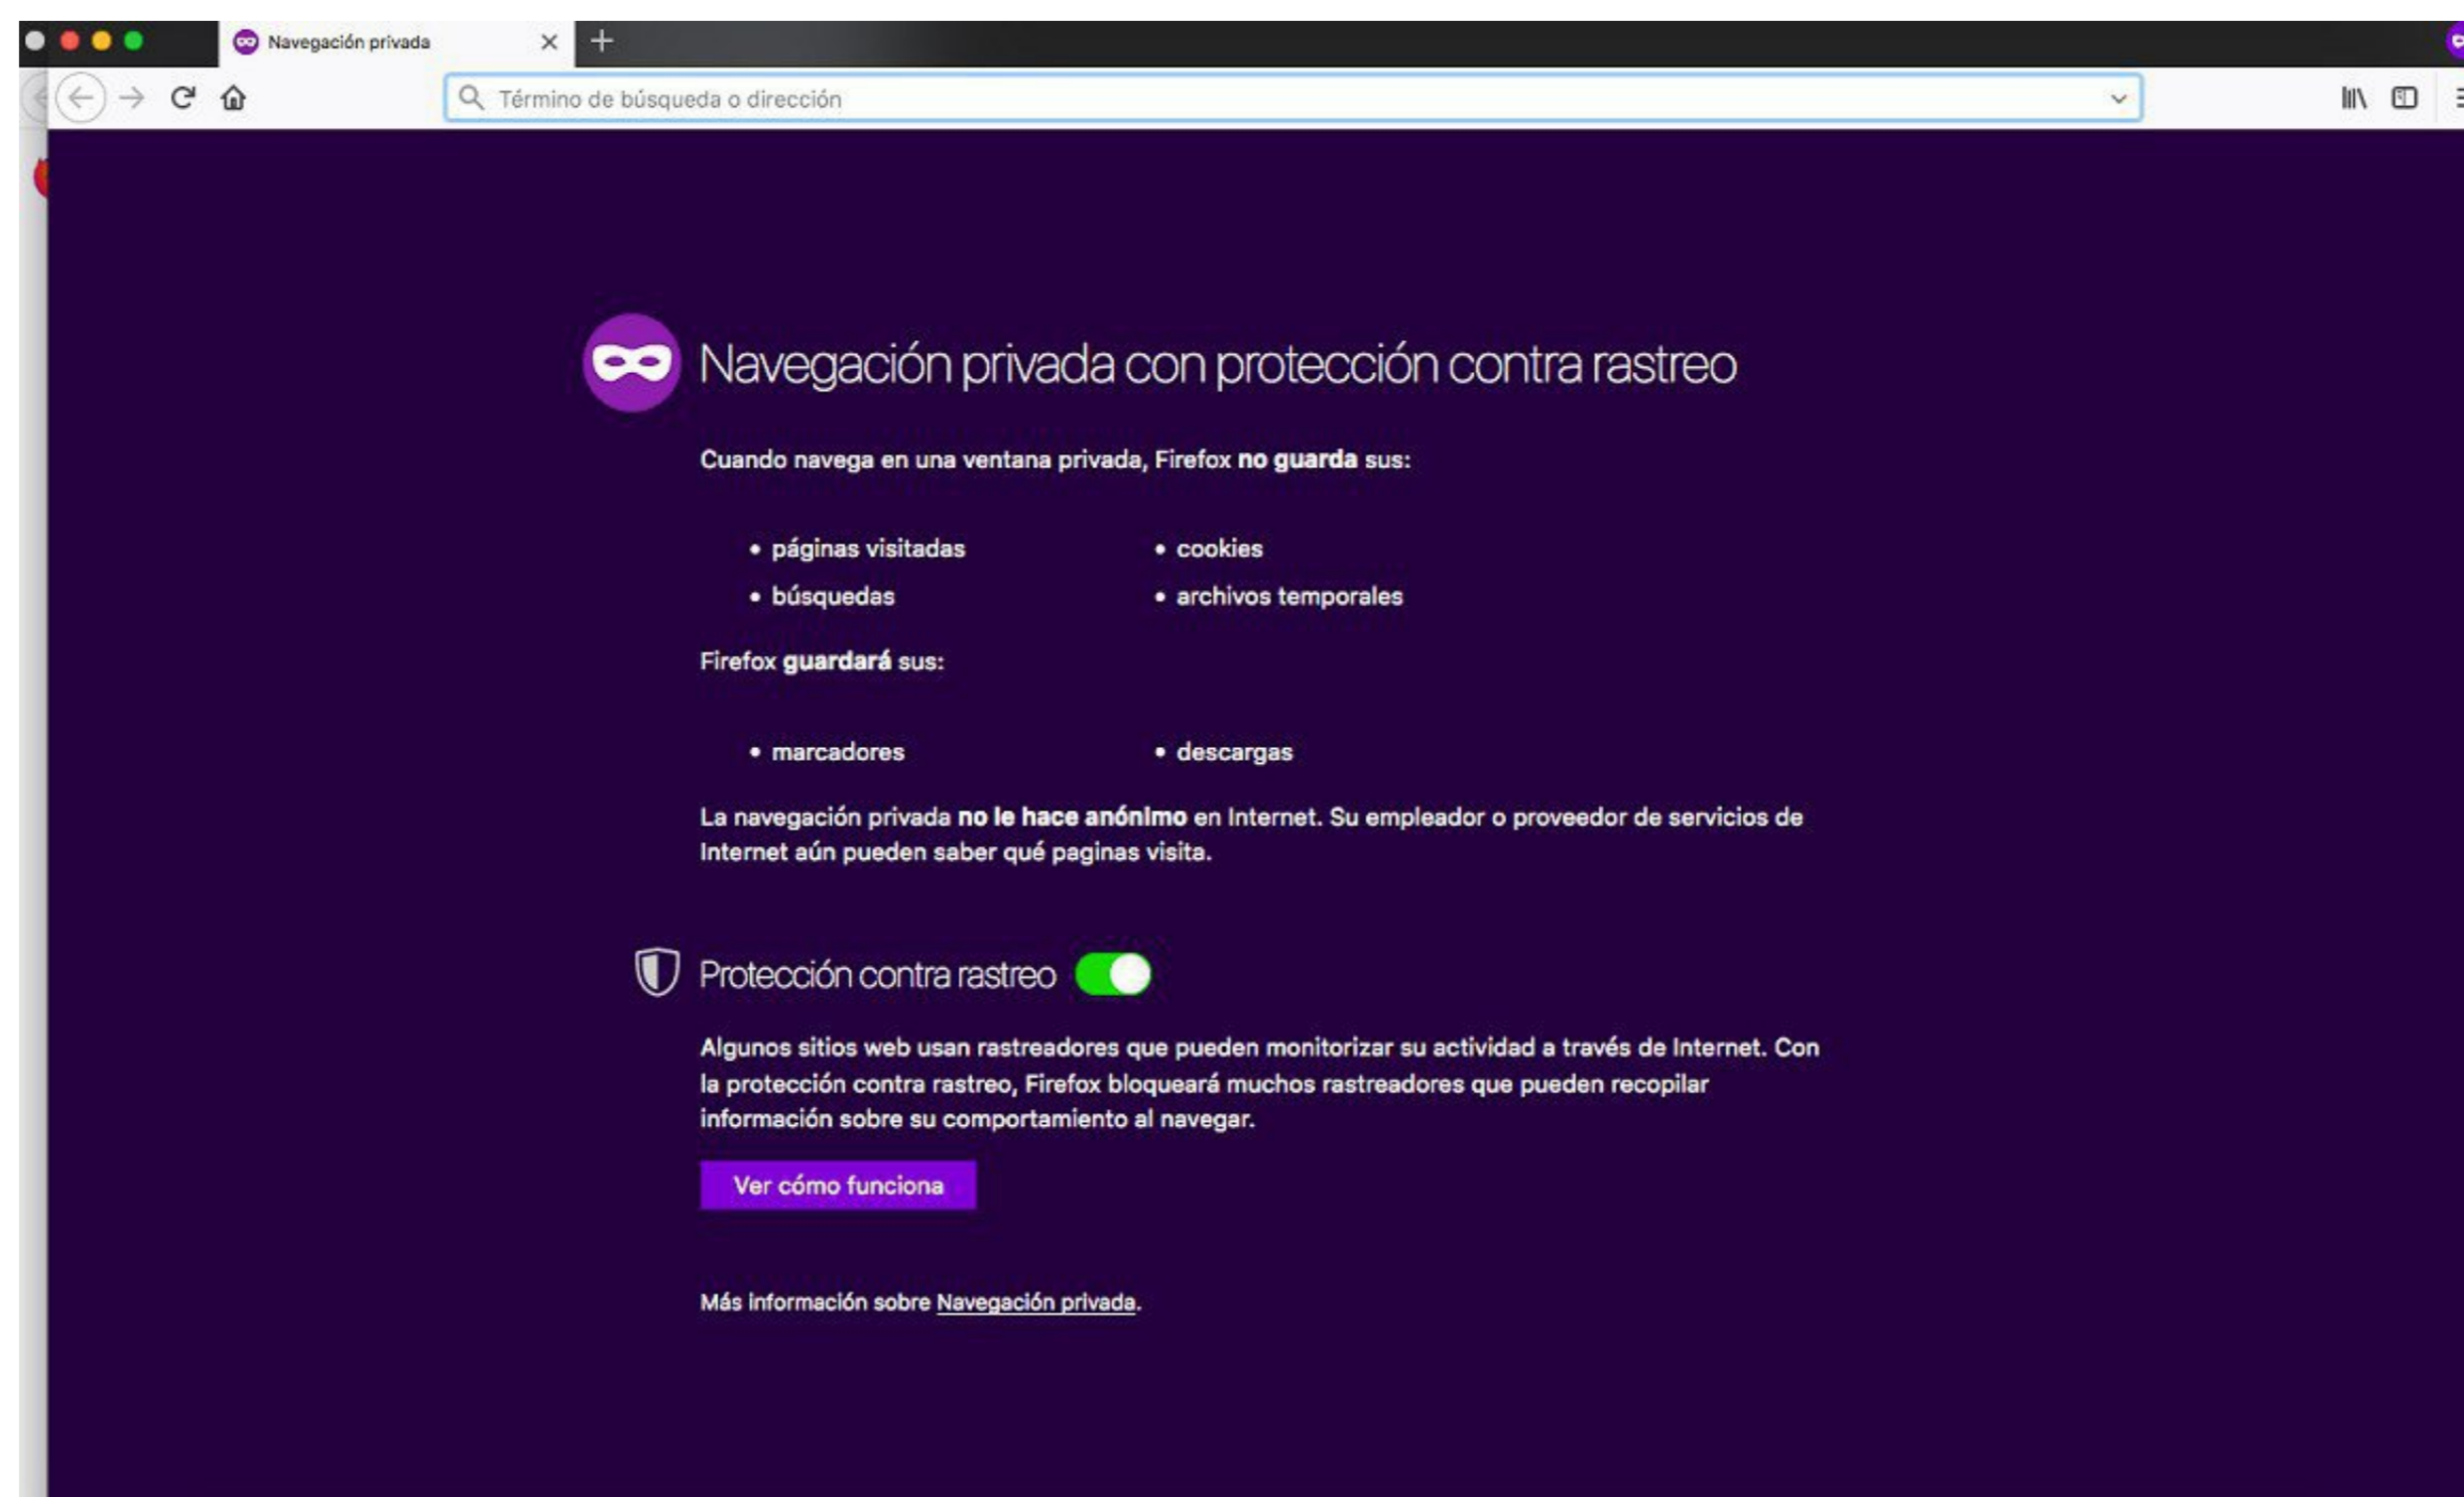 Navegación privada
Término de búsqueda o dirección
Navegación privada con protección contra rastreo
Cuando navega en una ventana privada, Firefox no guarda sus:
• páginas visitadas • cookies
• búsquedas • archivos temporales
Firefox guardará sus:
• marcadores • descargas
La navegación privada no le hace anónimo en Internet. Su empleador o proveedor de servicios de
Internet aún pueden saber qué paginas visita.
Protección contra rastreo
Algunos sitios web usan rastreadores que pueden monitorizar su actividad a través de Internet. Con
la protección contra rastreo, Firefox bloqueará muchos rastreadores que pueden recopilar
información sobre su comportamiento al navegar.
Ver cómo funciona
Más información sobre Navegación privada.